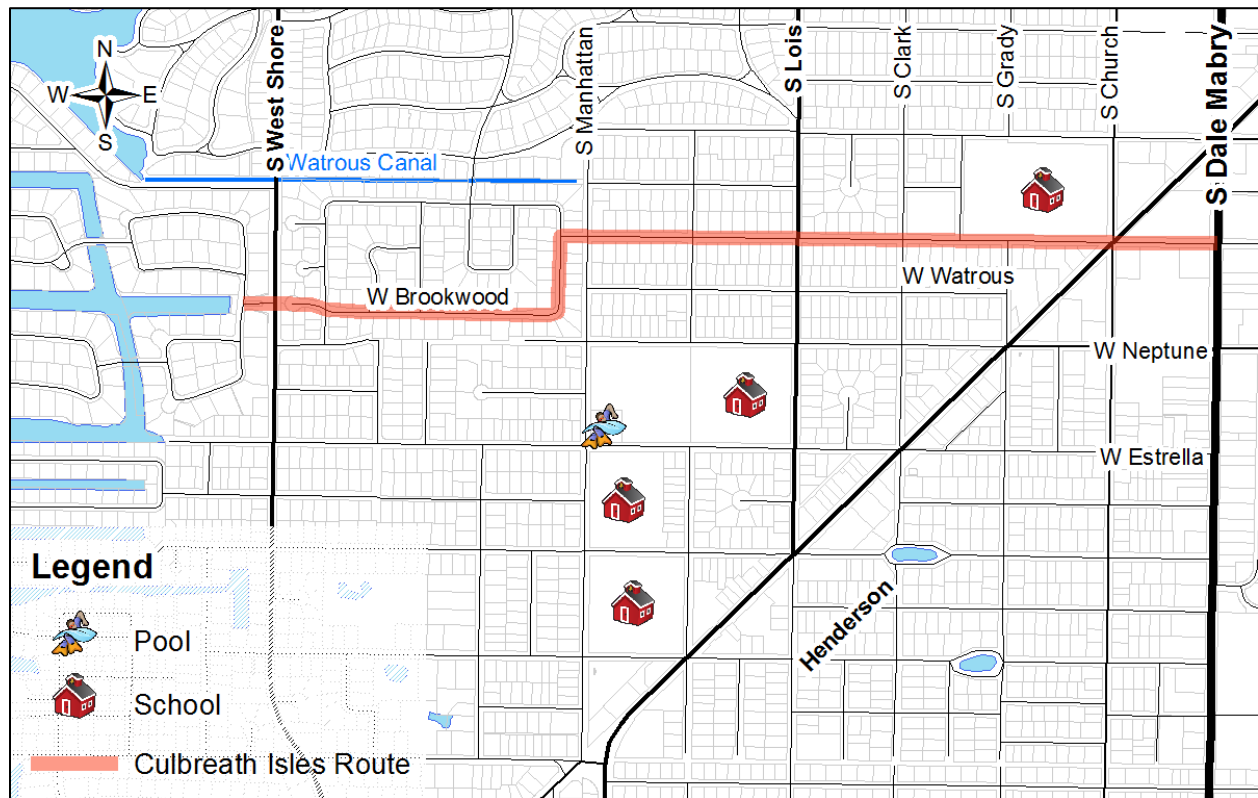 N
W E
S
S West Shore
S Manhattan
S Lois
S Clark
S Grady
S Church
S Dale Mabry
Watrous Canal
W Brookwood
W Watrous
W Neptune
W Estrella
Henderson
Legend
Pool
School
Culbreath Isles Route